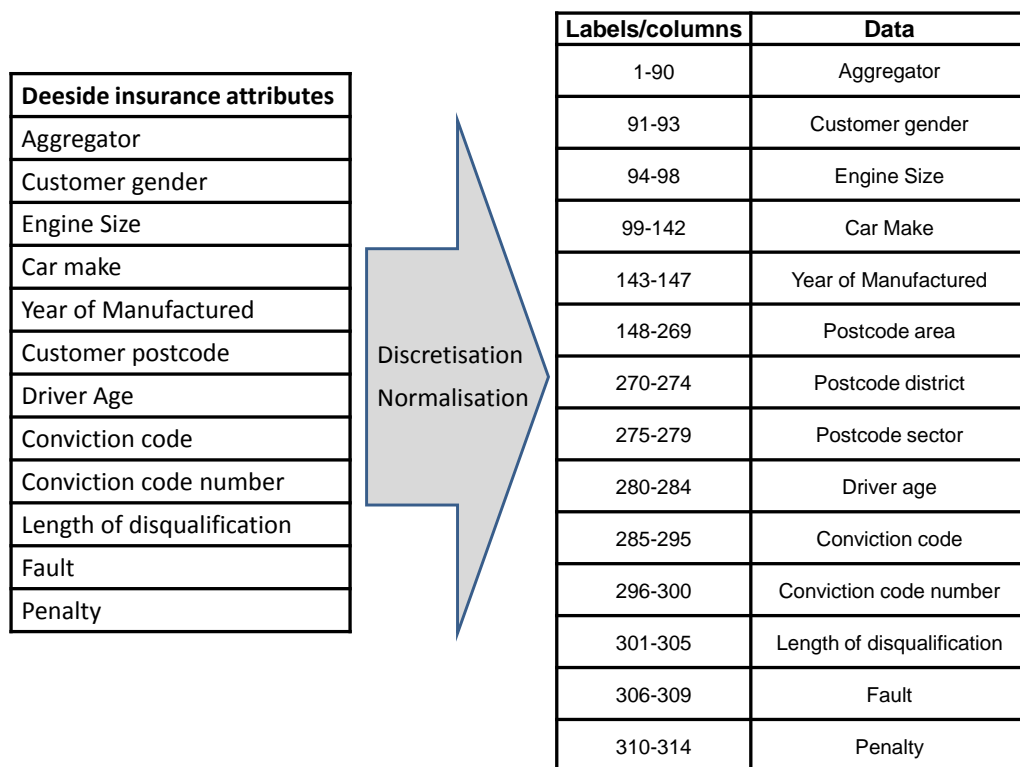 Deeside insurance attributes
Aggregator
Customer gender
Engine Size
Car make
Year of Manufactured
Customer postcode
Driver Age
Conviction code
Conviction code number
Length of disqualification
Fault
Penalty
Discretisation
Normalisation
Labels/columns Data
1-90 Aggregator
91-93 Customer gender
94-98 Engine Size
99-142 Car Make
143-147 Year of Manufactured
148-269 Postcode area
270-274 Postcode district
275-279 Postcode sector
280-284 Driver age
285-295 Conviction code
296-300 Conviction code number
301-305 Length of disqualification
306-309 Fault
310-314 Penalty